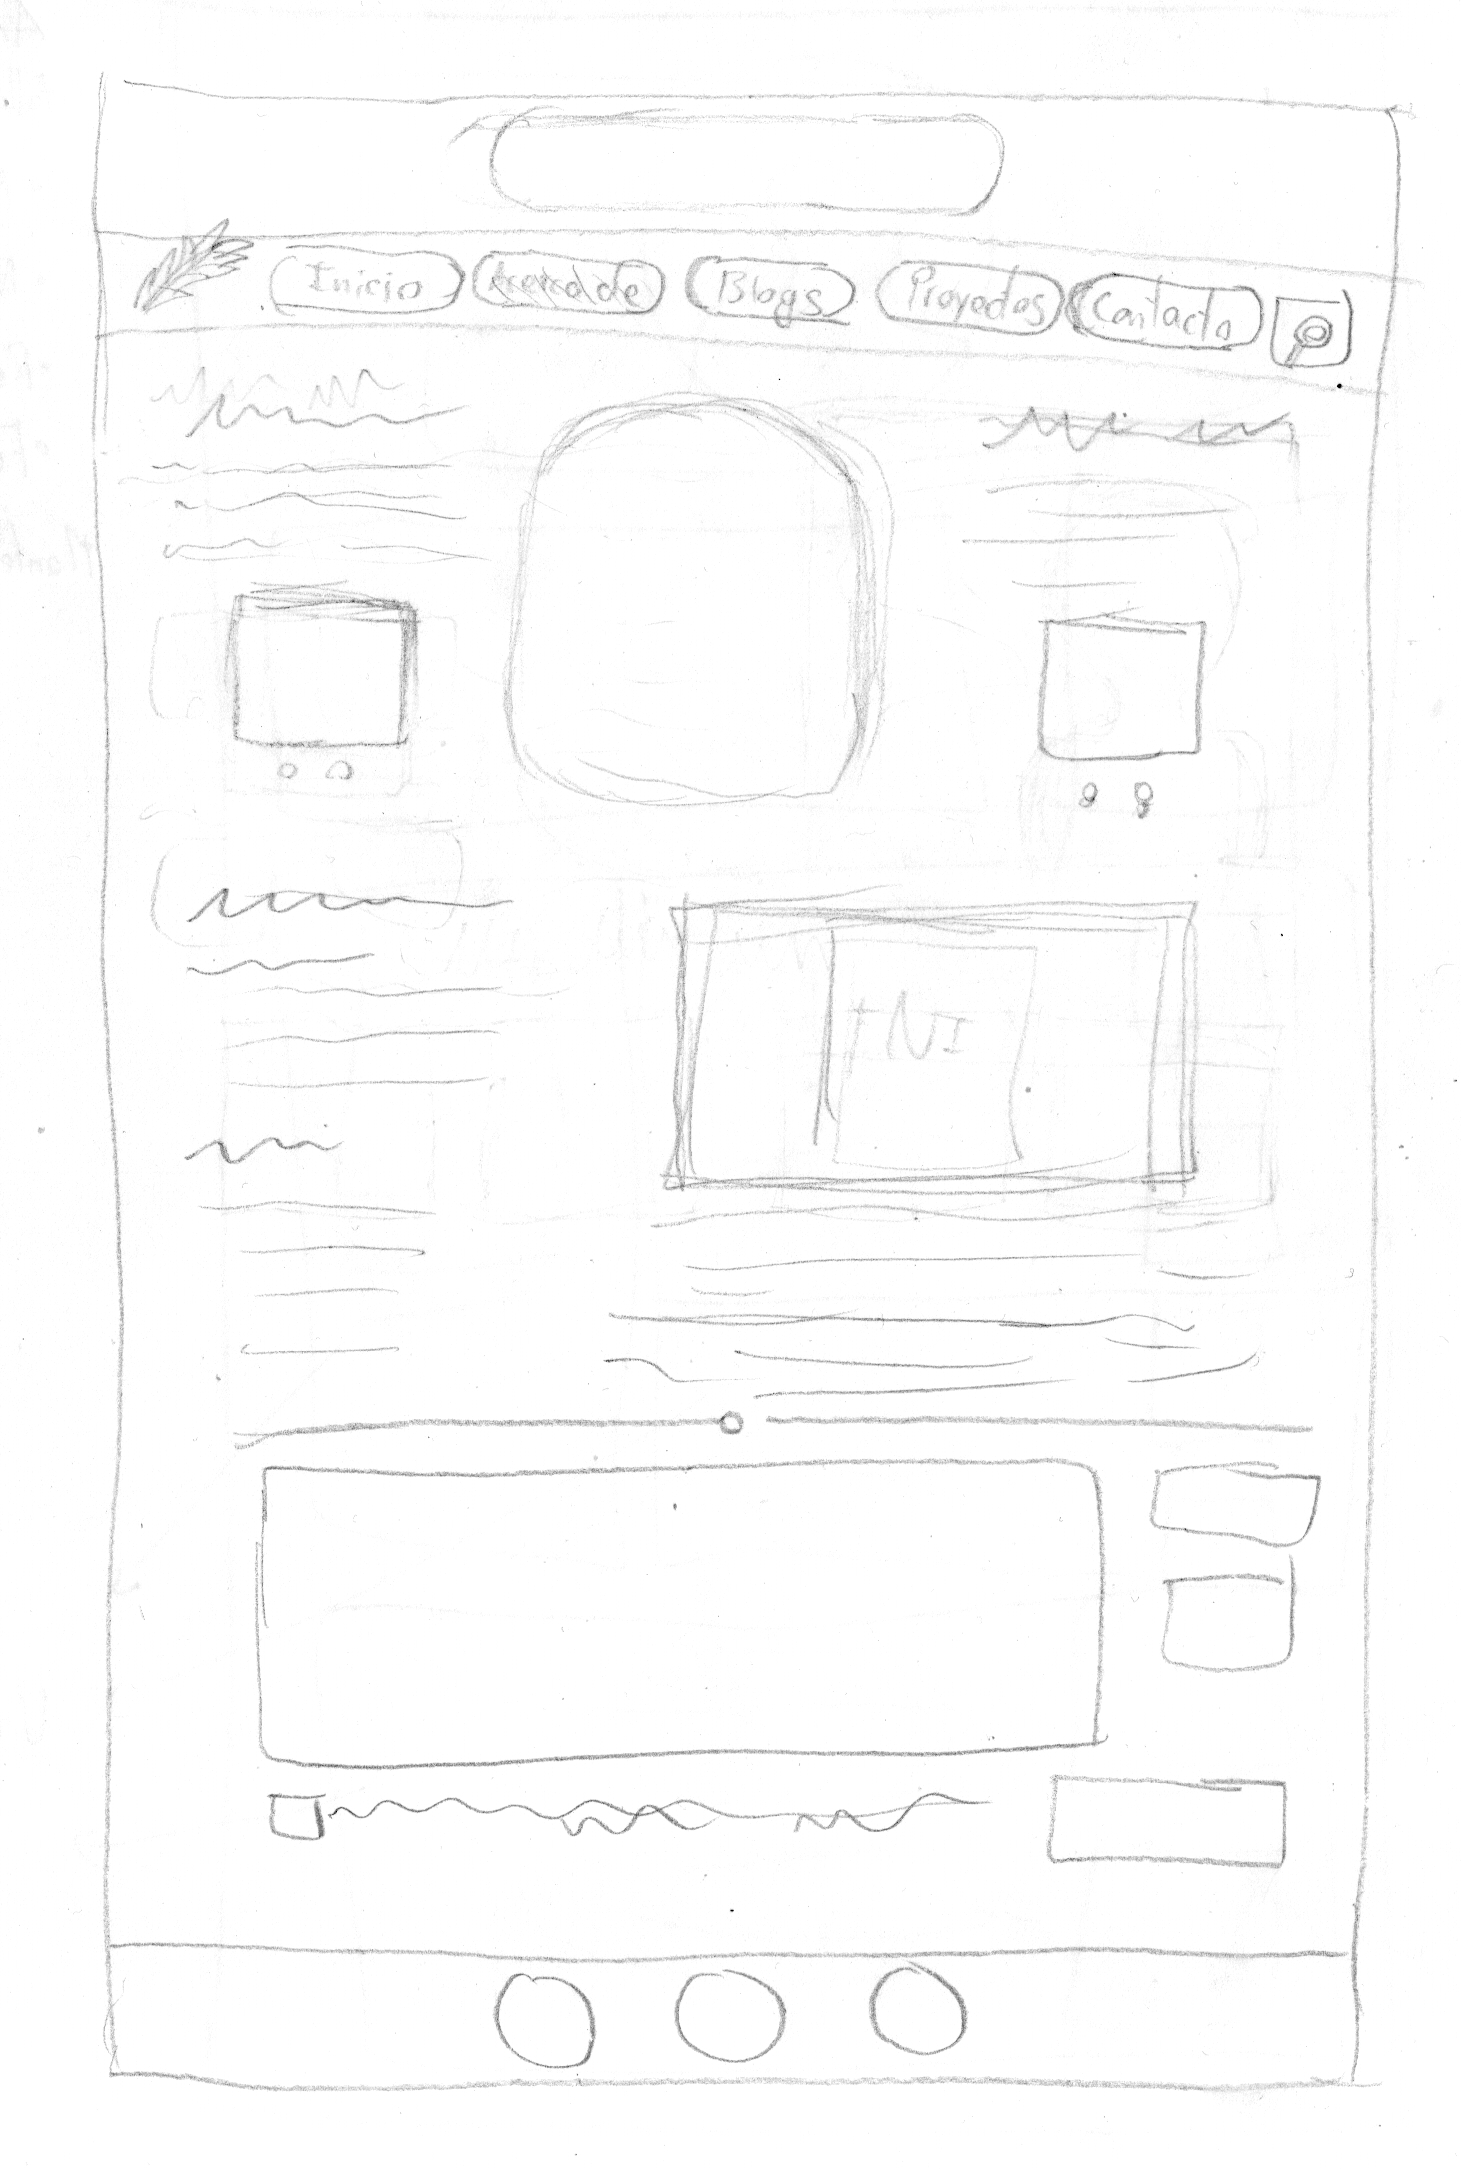 Inicio
Acerca de
Blogs
Proyectos
Contacto